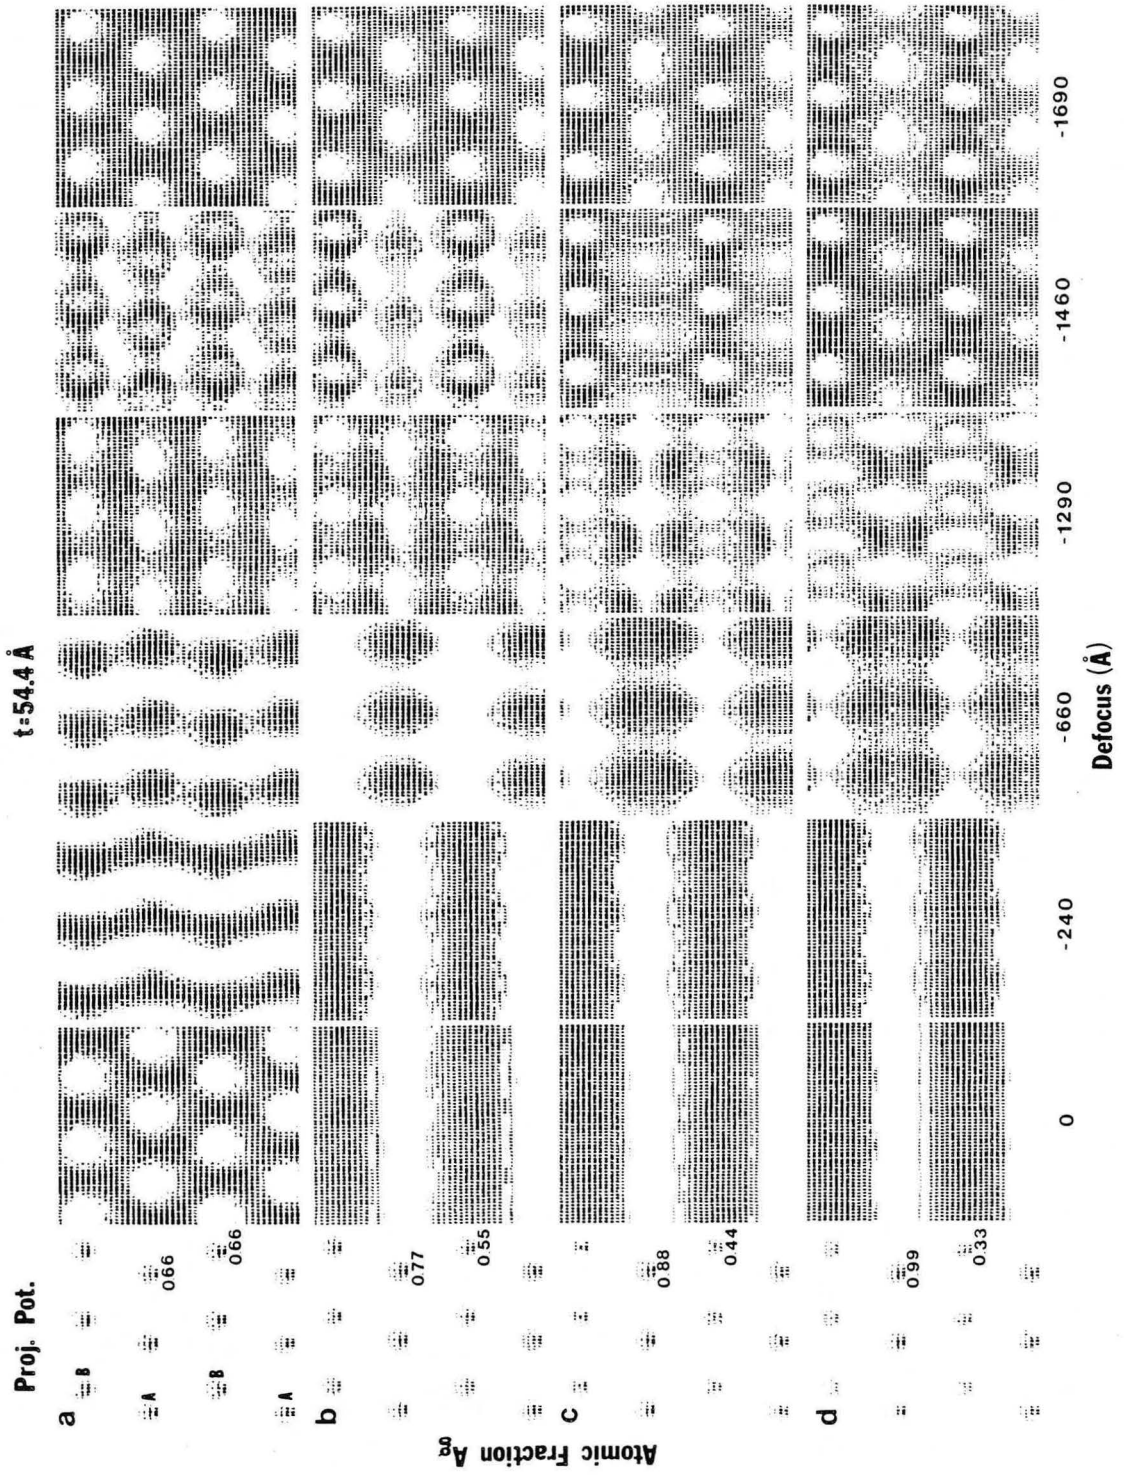 Proj. Pot.
t=54.4 Å
Atomic Fraction Ag
a
B
A
B
A
0.66
0.66
b
0.77
0.55
c
0.88
0.44
d
0.99
0.33
0
-240
-660
-1290
-1460
-1690
Defocus (Å)